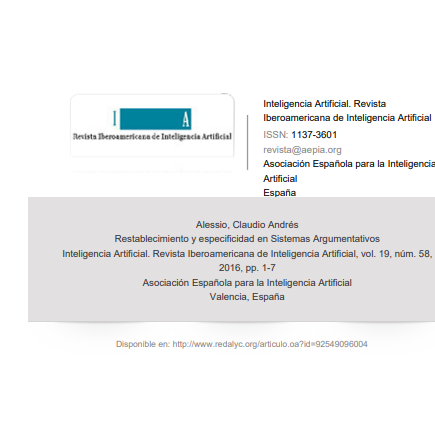 I A
Revista Iberoamericana de Inteligencia Artificial
Inteligencia Artificial. Revista
Iberoamericana de Inteligencia Artificial
ISSN: 1137-3601
revista@aepia.org
Asociación Española para la Inteligencia
Artificial
España
Alessio, Claudio Andrés
Restablecimiento y especificidad en Sistemas Argumentativos
Inteligencia Artificial. Revista Iberoamericana de Inteligencia Artificial, vol. 19, núm. 58,
2016, pp. 1-7
Asociación Española para la Inteligencia Artificial
Valencia, España
Disponible en: http://www.redalyc.org/articulo.oa?id=92549096004